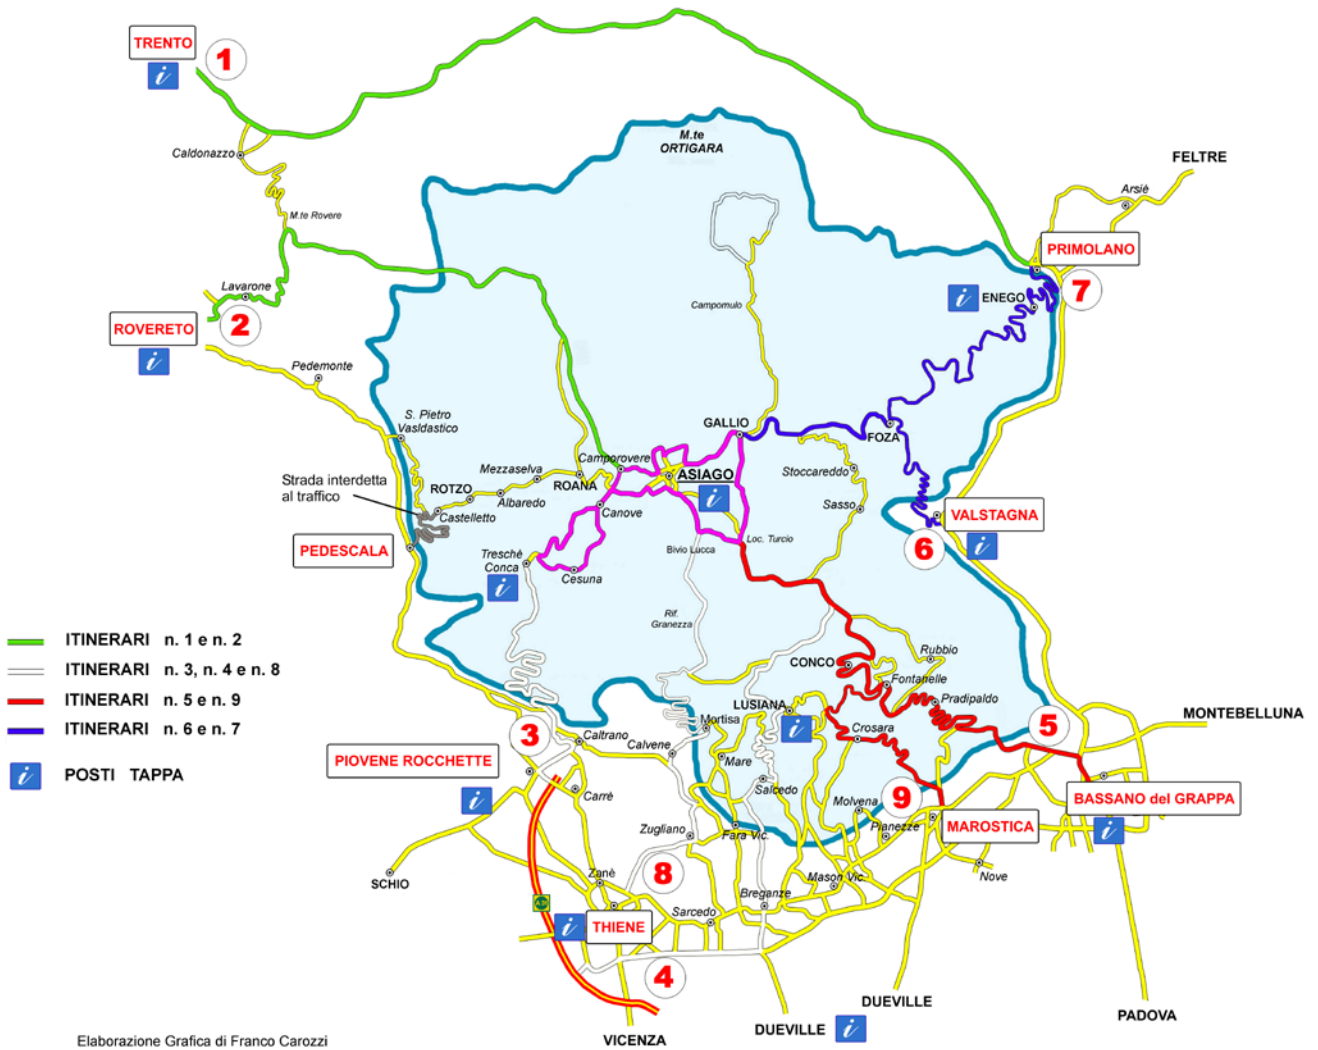 TRENTO
1
i
Caldonazzo
M.te Rovere
M.te
ORTIGARA
FELTRE
Arsiè
PRIMOLANO
7
i
ENEGO
Lavarone
2
ROVERETO
i
Campomulo
Pedemonte
S. Pietro
Vasldastico
GALLIO
FOZA
Camporovere
Mezzaselva
ASIAGO
Stoccareddo
Strada interdetta
al traffico
ROTZO
ROANA
Albaredo
i
Sasso
Castelletto
Canove
VALSTAGNA
i
6
PEDESCALA
Loc. Turcio
Bivio Lucca
Treschè
Conca
i
Cesuna
Rif.
Granezza
ITINERARI n. 1 e n. 2
ITINERARI n. 3, n. 4 e n. 8
ITINERARI n. 5 e n. 9
ITINERARI n. 6 e n. 7
i POSTI TAPPA
Rubbio
CONCO
Fontanelle
Pradipaldo
LUSIANA
i
Mortisa
Crosara
5
MONTEBELLUNA
3
Caltrano
Calvene
PIOVENE ROCCHETTE
i
Mare
Salcedo
Carrè
Molvena
9
BASSANO del GRAPPA
i
Zugliano
Fara Vic.
Pianezze
MAROSTICA
SCHIO
8
Zanè
Mason Vic.
Nove
Breganze
Sarcedo
i
THIENE
4
DUEVILLE
PADOVA
DUEVILLE
i
VICENZA
Elaborazione Grafica di Franco Carozzi